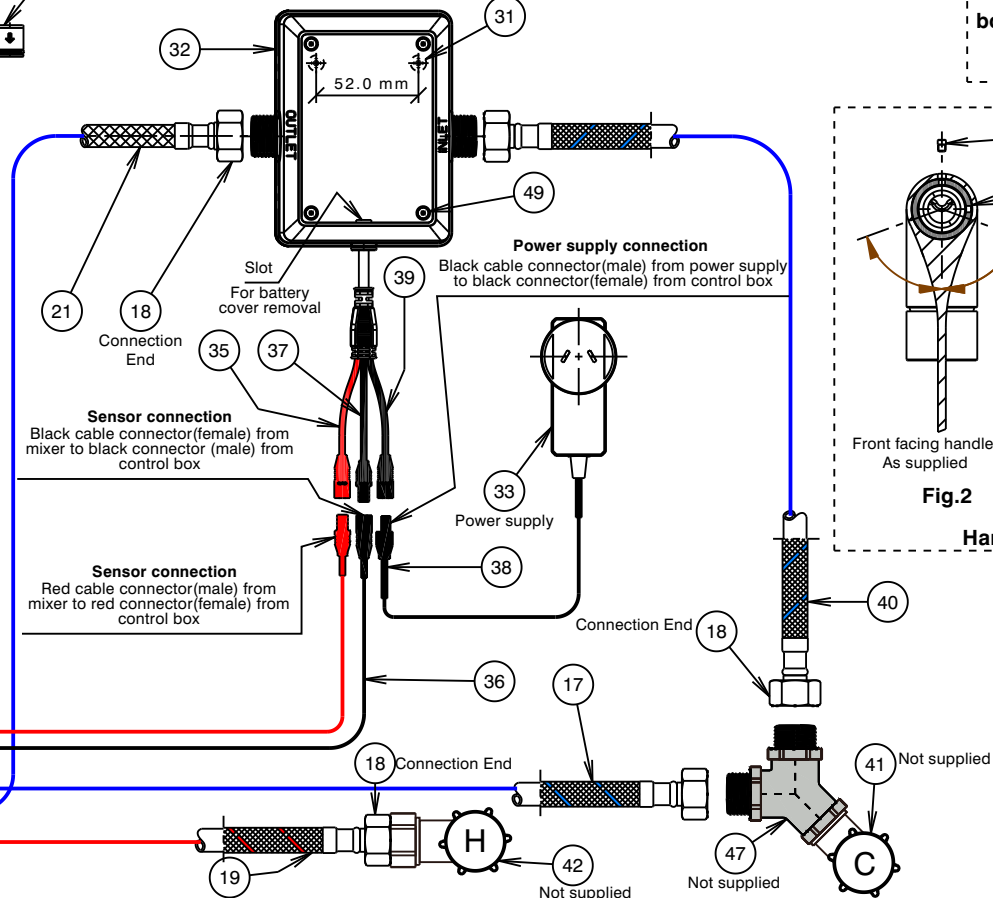 31
32
be
52.0 mm
OUTLET
INLET
49
Power supply connection
Black cable connector(male) from power supply
to black connector(female) from control box
Slot
For battery
cover removal
39
21
18
Connection
End
35
37
Sensor connection
Black cable connector(female) from
mixer to black connector (male) from
control box
33
Power supply
Front facing handle
As supplied
Fig.2
Han
Sensor connection
Red cable connector(male) from
mixer to red connector(female) from
control box
38
40
Connection End
18
36
17
18
Connection End
41
Not supplied
H
C
19
42
Not supplied
47
Not supplied